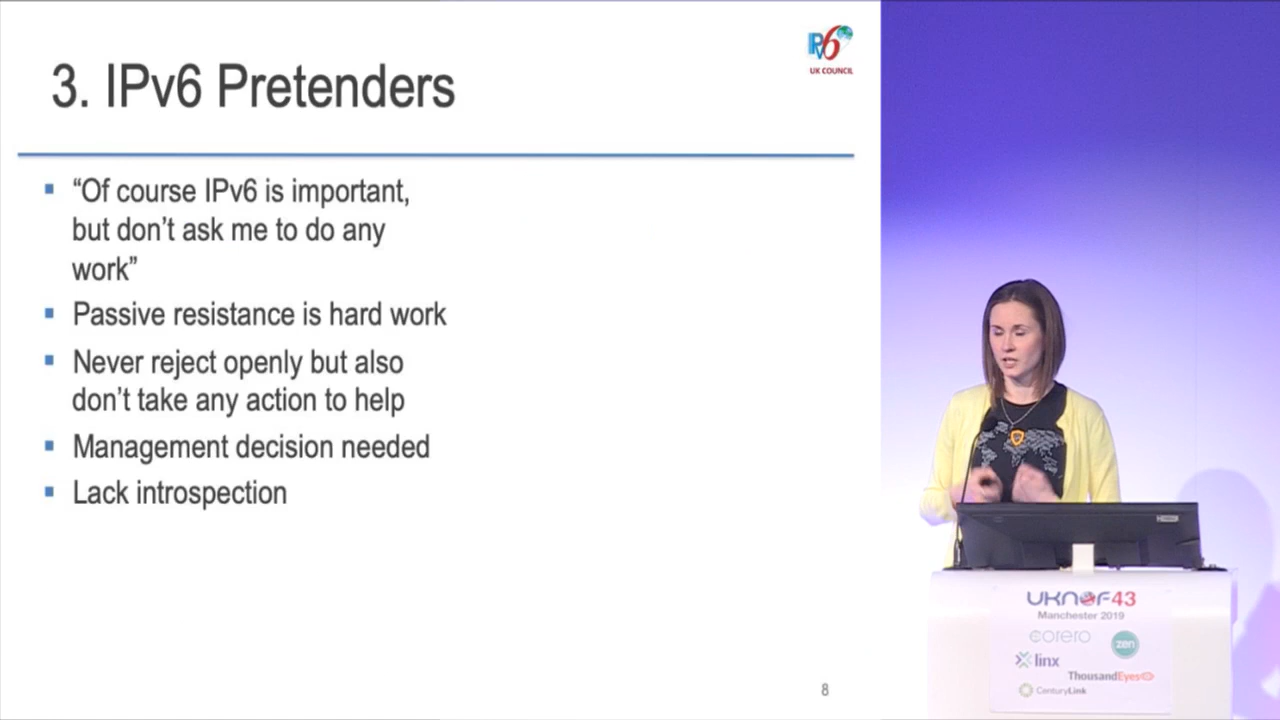 IPv6
UK COUNCIL
3. IPv6 Pretenders
“Of course IPv6 is important,
but don’t ask me to do any
work”
Passive resistance is hard work
Never reject openly but also
don’t take any action to help
Management decision needed
Lack introspection
8
UKNOF43
Manchester 2019
corero
zen
linx
ThousandEyes
CenturyLink